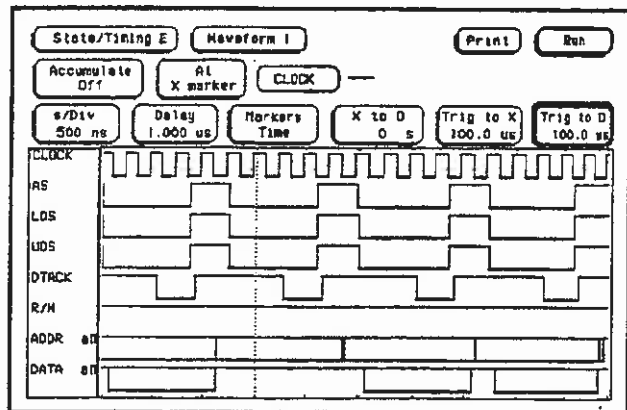 State/Timing E Waveform 1 Print Run
Accumulate Off At X marker CLOCK
s/Div 500 ns Delay 1.000 us Markers Time X to O 0 s Trig to X 100.0 us Trig to O 100.0 us
CLOCK
AS
LDS
UDS
DTACK
R/W
ADDR all
DATA all